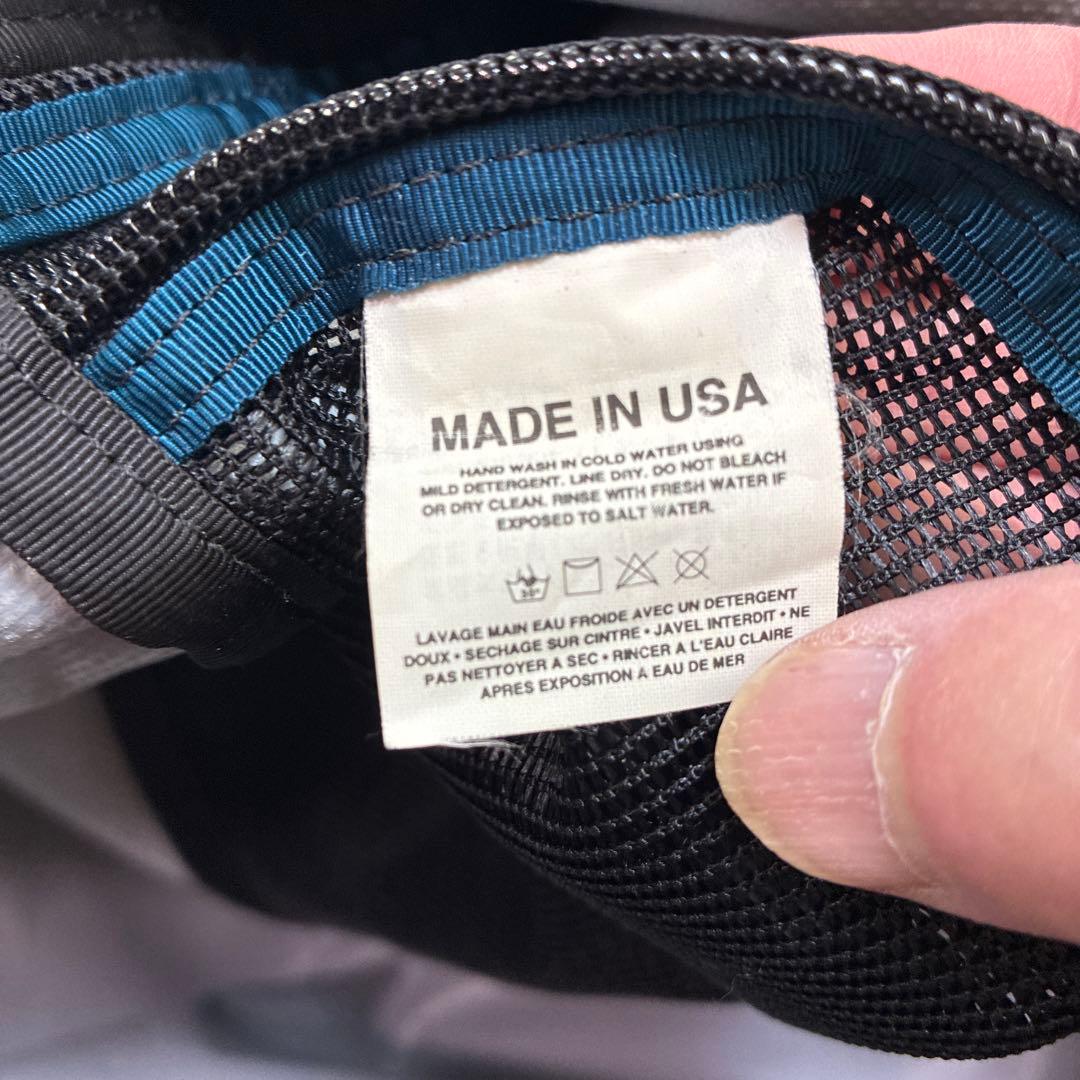 MADE IN USA
HAND WASH IN COLD WATER USING
MILD DETERGENT. LINE DRY. DO NOT BLEACH
OR DRY CLEAN. RINSE WITH FRESH WATER IF
EXPOSED TO SALT WATER.
30°
LAVAGE MAIN EAU FROIDE AVEC UN DETERGENT
DOUX • SECHAGE SUR CINTRE • JAVEL INTERDIT • NE
PAS NETTOYER A SEC • RINCER A L'EAU CLAIRE
APRES EXPOSITION A EAU DE MER